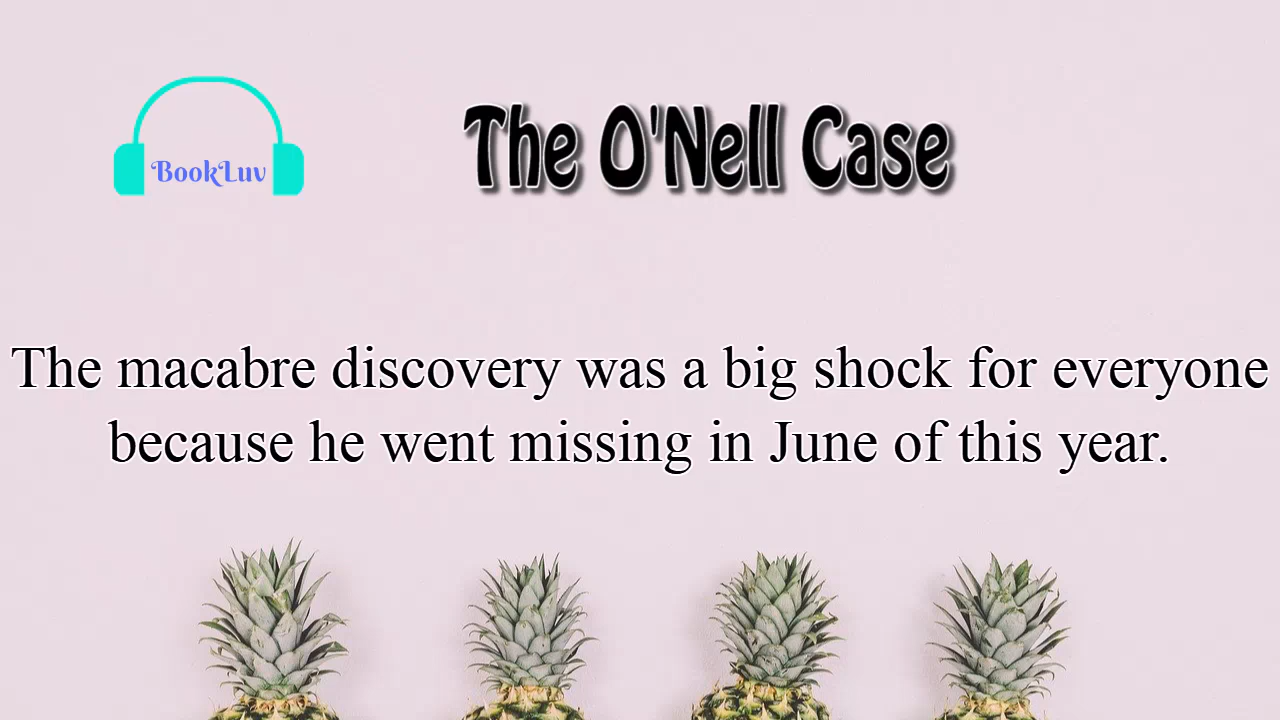 BookLuv
The O'Nell Case
The macabre discovery was a big shock for everyone
because he went missing in June of this year.